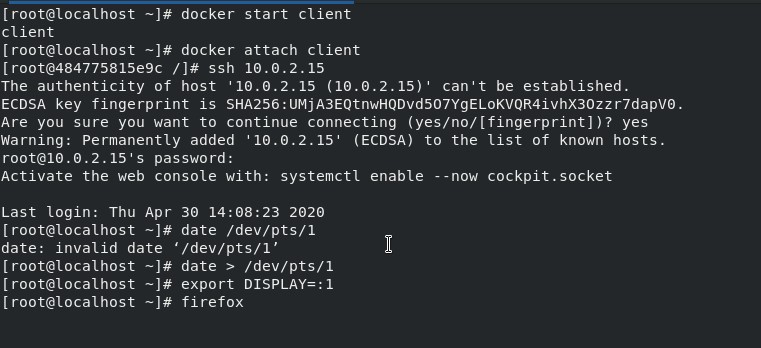 [root@localhost ~]# docker start client
client
[root@localhost ~]# docker attach client
[root@484775815e9c /]# ssh 10.0.2.15
The authenticity of host '10.0.2.15 (10.0.2.15)' can't be established.
ECDSA key fingerprint is SHA256:UMjA3EQtnwHQDvd5O7YgELoKVQR4ivhX3Ozzr7dapV0.
Are you sure you want to continue connecting (yes/no/[fingerprint])? yes
Warning: Permanently added '10.0.2.15' (ECDSA) to the list of known hosts.
root@10.0.2.15's password:
Activate the web console with: systemctl enable --now cockpit.socket
Last login: Thu Apr 30 14:08:23 2020
[root@localhost ~]# date /dev/pts/1
date: invalid date ‘/dev/pts/1’
[root@localhost ~]# date > /dev/pts/1
[root@localhost ~]# export DISPLAY=:1
[root@localhost ~]# firefox